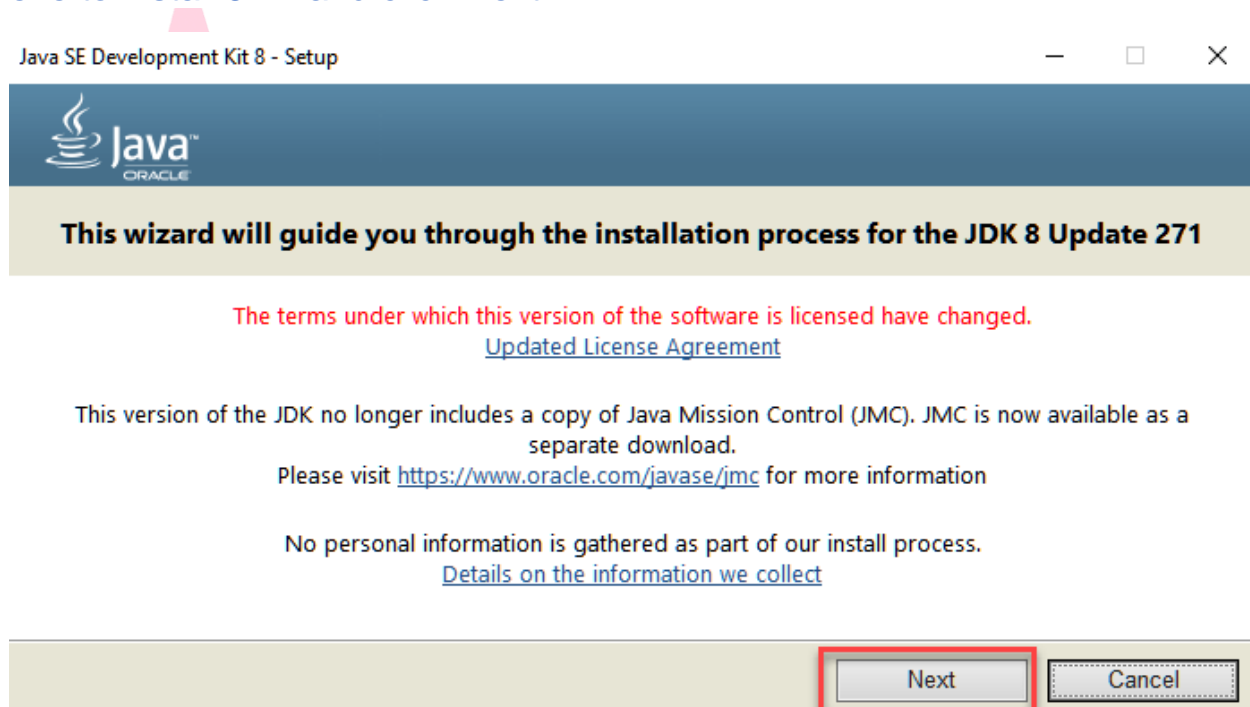 Java SE Development Kit 8 - Setup
Java™
ORACLE
This wizard will guide you through the installation process for the JDK 8 Update 271
The terms under which this version of the software is licensed have changed.
Updated License Agreement
This version of the JDK no longer includes a copy of Java Mission Control (JMC). JMC is now available as a
separate download.
Please visit https://www.oracle.com/javase/jmc for more information
No personal information is gathered as part of our install process.
Details on the information we collect
Next
Cancel